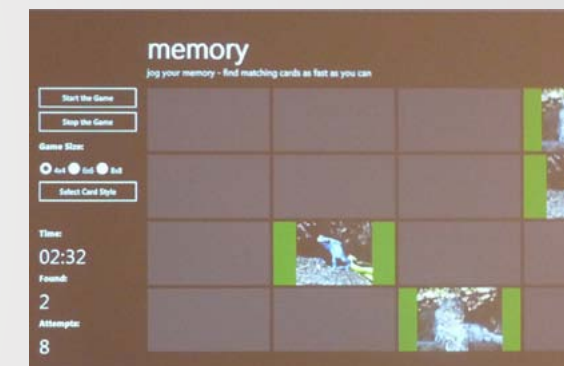 memory
jog your memory - find matching cards as fast as you can
Start the Game
Stop the Game
Game Size:
4x4 6x6 8x8
Select Card Style
Time:
02:32
Found:
2
Attempts:
8